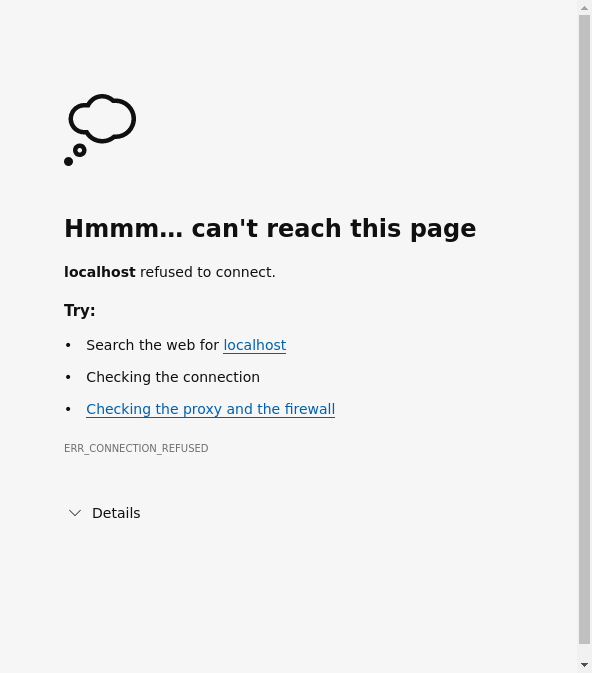 Hmmm… can't reach this page
localhost refused to connect.
Try:
• Search the web for localhost
• Checking the connection
• Checking the proxy and the firewall
ERR_CONNECTION_REFUSED
Details